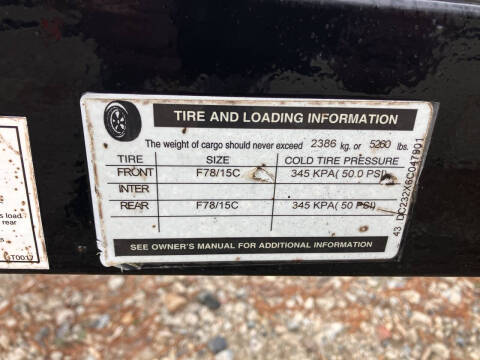 TIRE AND LOADING INFORMATION
The weight of cargo should never exceed 2386 kg. or 5260 lbs.
TIRE SIZE COLD TIRE PRESSURE
FRONT F78/15C 345 KPA( 50.0 PSI)
INTER
REAR F78/15C 345 KPA( 50 PSI)
SEE OWNER'S MANUAL FOR ADDITIONAL INFORMATION
s load
rear